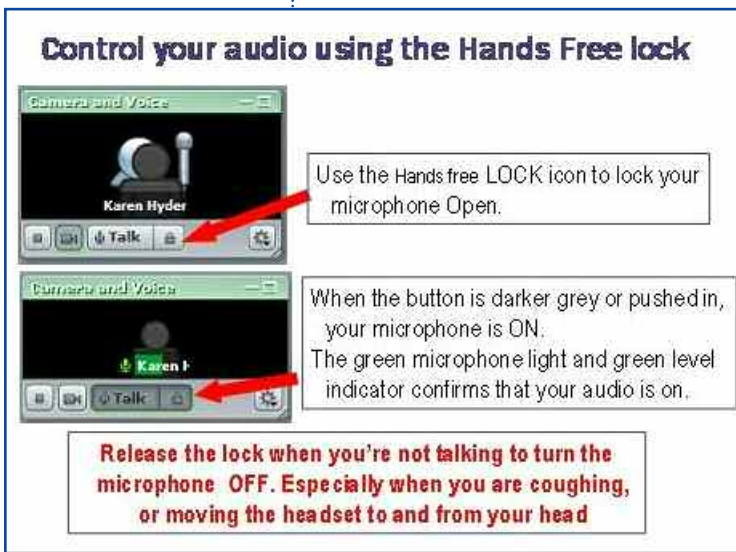 Control your audio using the Hands Free lock
Camera and Voice
Karen Hyder
Talk
Use the Hands free LOCK icon to lock your
microphone Open.
Camera and Voice
Karen H
Talk
When the button is darker grey or pushed in,
your microphone is ON.
The green microphone light and green level
indicator confirms that your audio is on.
Release the lock when you're not talking to turn the
microphone OFF. Especially when you are coughing,
or moving the headset to and from your head